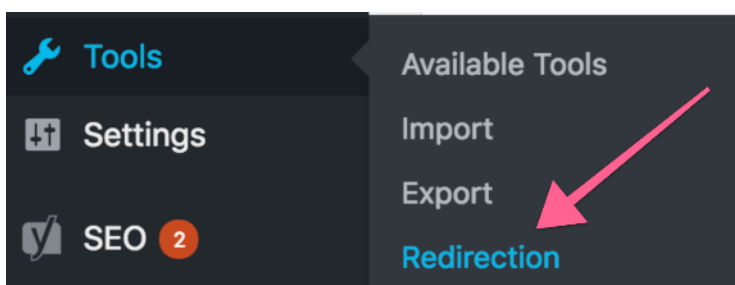 Tools
Settings
SEO 2
Available Tools
Import
Export
Redirection